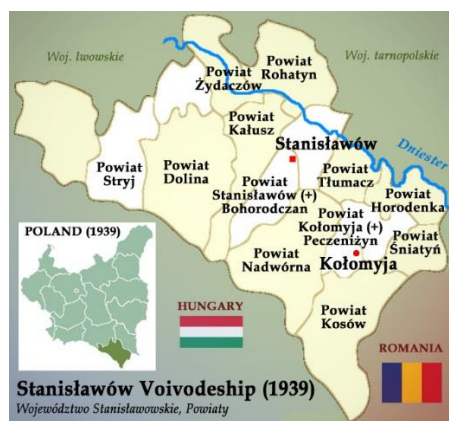 Woj. lwowskie
Woj. tarnopolskie
Powiat
Żydaczów
Powiat
Rohatyn
Powiat
Kałusz
Stanisławów
Dniester
Powiat
Stryj
Powiat
Dolina
Powiat
Stanisławów (+)
Bohorodczan
Powiat
Tłumacz
Powiat
Horodenka
Powiat
Kołomyja (+)
Peczeniżyn
Powiat
Śniatyń
Powiat
Nadwórna
Kołomyja
POLAND (1939)
Powiat
Kosów
HUNGARY
ROMANIA
Stanisławów Voivodeship (1939)
Województwo Stanisławowskie, Powiaty